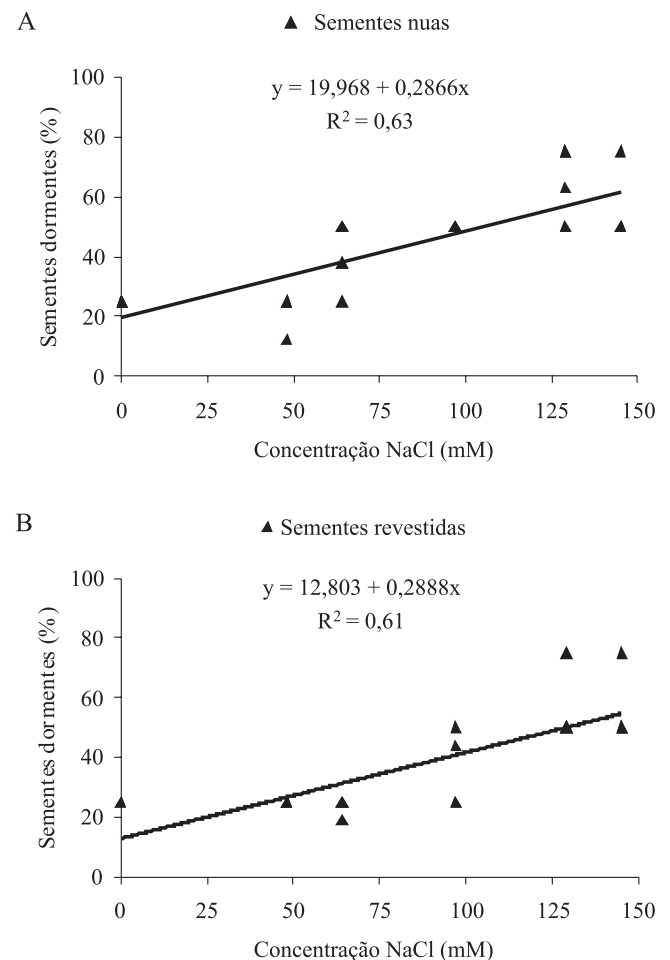 A
▲ Sementes nuas
y = 19,968 + 0,2866x
R² = 0,63
Sementes dormentes (%)
100
80
60
40
20
0
0 25 50 75 100 125 150
Concentração NaCl (mM)
B
▲ Sementes revestidas
y = 12,803 + 0,2888x
R² = 0,61
Sementes dormentes (%)
100
80
60
40
20
0
0 25 50 75 100 125 150
Concentração NaCl (mM)